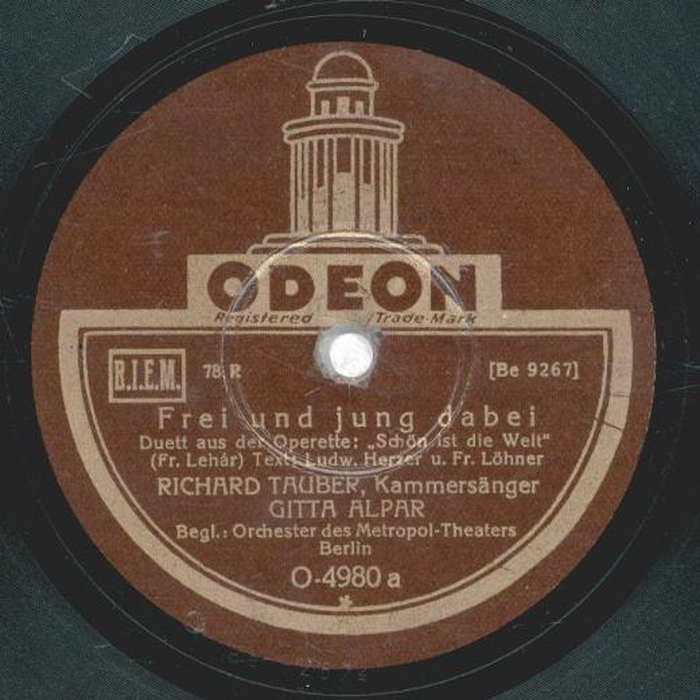 ODEON
Registered Trade-Mark
B.I.E.M. 78 R [Be 9267]
Frei und jung dabei
Duett aus der Operette: „Schön ist die Welt"
(Fr. Lehár) Text: Ludw. Herzer u. Fr. Löhner
RICHARD TAUBER, Kammersänger
GITTA ALPAR
Begl.: Orchester des Metropol-Theaters
Berlin
O-4980 a